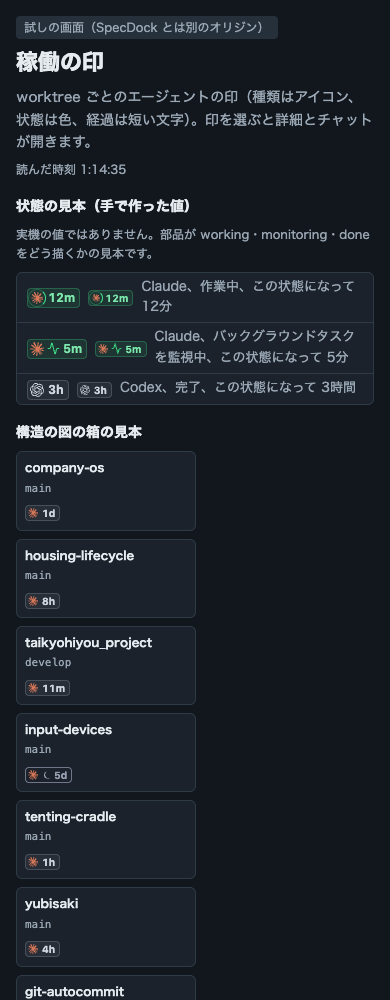 試しの画面（SpecDock とは別のオリジン）
稼働の印
worktree ごとのエージェントの印（種類はアイコン、
状態は色、経過は短い文字）。印を選ぶと詳細とチャット
が開きます。
読んだ時刻 1:14:35
状態の見本（手で作った値）
実機の値ではありません。部品が working・monitoring・done
をどう描くかの見本です。
12m 12m Claude、作業中、この状態になって
12分
5m 5m Claude、バックグラウンドタスク
を監視中、この状態になって 5分
3h 3h Codex、完了、この状態になって 3時間
構造の図の箱の見本
company-os
main
1d
housing-lifecycle
main
8h
taikyohiyou_project
develop
11m
input-devices
main
5d
tenting-cradle
main
1h
yubisaki
main
4h
git-autocommit